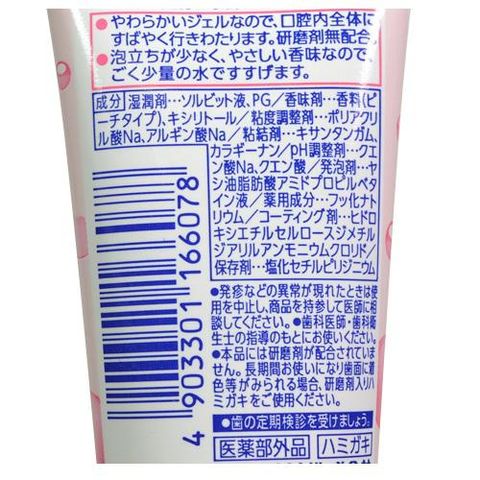 ●やわらかいジェルなので、口腔内全体に
すばやく行きわたります。研磨剤無配合。
●泡立ちが少なく、やさしい香味なので、
ごく少量の水ですすげます。
成分 湿潤剤…ソルビット液、PG／香味剤…香料(ピ
ーチタイプ)、キシリトール／粘度調整剤…ポリアクリ
ル酸Na、アルギン酸Na／粘結剤…キサンタンガム、
カラギーナン／pH調整剤…クエ
ン酸Na、クエン酸／発泡剤…ヤ
シ油脂肪酸アミドプロピルベタ
イン液／薬用成分…フッ化ナト
リウム／コーティング剤…ヒドロ
キシエチルセルロースジメチル
ジアリルアンモニウムクロリド／
保存剤…塩化セチルピリジニウム
●発疹などの異常が現れたときは使
用を中止し、商品を持参して医師に相
談してください。●歯科医師・歯科衛
生士の指導のもとにお使いください。
●本品には研磨剤が配合されていま
せん。長期間お使いになり歯面に着
色等がみられる場合、研磨剤入りハ
ミガキをご使用ください。
●歯の定期検診を受けましょう。
医薬部外品 ハミガキ
4 903301 166078